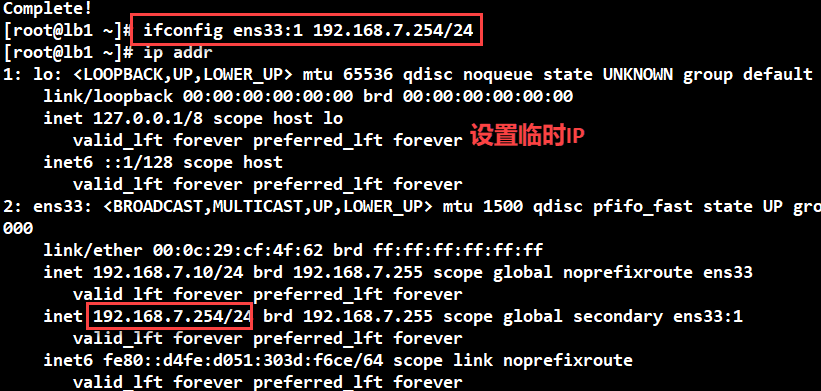 Complete!
[root@lb1 ~]# ifconfig ens33:1 192.168.7.254/24
[root@lb1 ~]# ip addr
1: lo: <LOOPBACK,UP,LOWER_UP> mtu 65536 qdisc noqueue state UNKNOWN group default
link/loopback 00:00:00:00:00:00 brd 00:00:00:00:00:00
inet 127.0.0.1/8 scope host lo
valid_lft forever preferred_lft forever 设置临时IP
inet6 ::1/128 scope host
valid_lft forever preferred_lft forever
2: ens33: <BROADCAST,MULTICAST,UP,LOWER_UP> mtu 1500 qdisc pfifo_fast state UP gro
000
link/ether 00:0c:29:cf:4f:62 brd ff:ff:ff:ff:ff:ff
inet 192.168.7.10/24 brd 192.168.7.255 scope global noprefixroute ens33
valid_lft forever preferred_lft forever
inet 192.168.7.254/24 brd 192.168.7.255 scope global secondary ens33:1
valid_lft forever preferred_lft forever
inet6 fe80::d4fe:d051:303d:f6ce/64 scope link noprefixroute
valid_lft forever preferred_lft forever